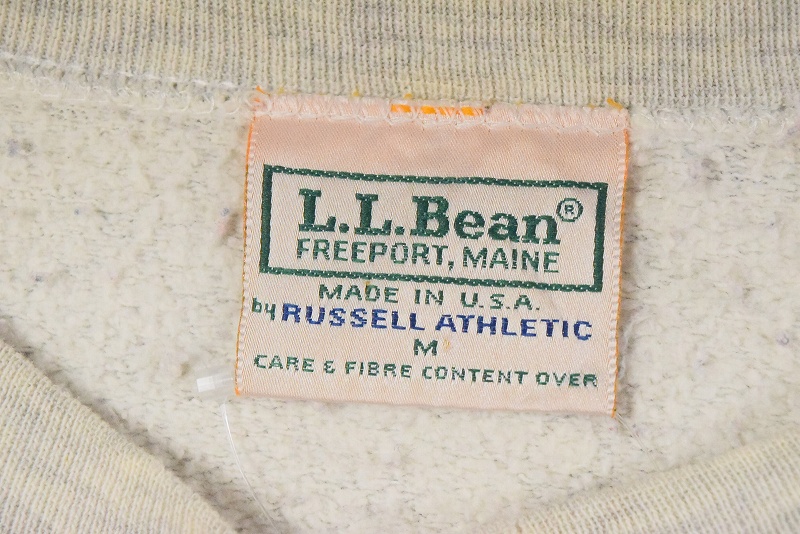 L.L.Bean®
FREEPORT, MAINE
MADE IN U.S.A.
by RUSSELL ATHLETIC
M
CARE & FIBRE CONTENT OVER